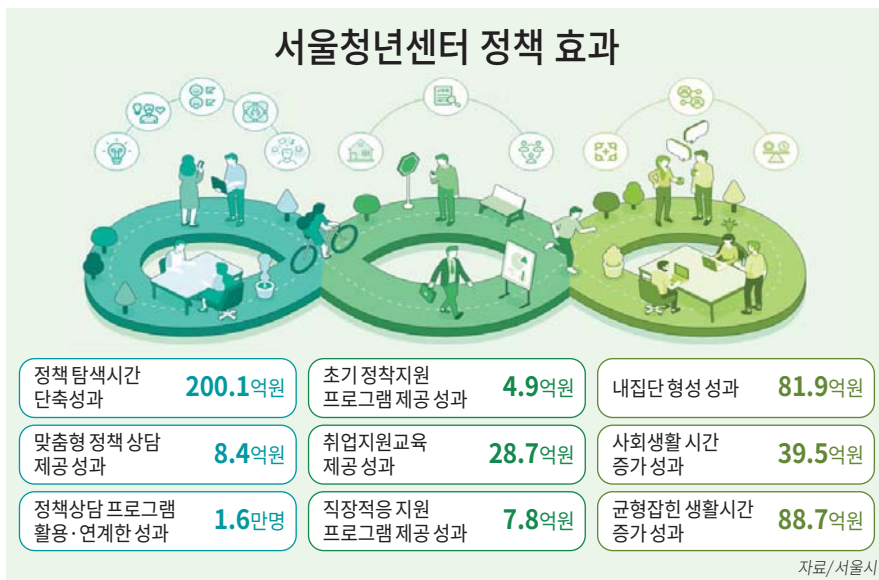 서울청년센터 정책 효과
정책 탐색시간
단축성과
200.1억원
맞춤형 정책 상담
제공 성과
8.4억원
정책상담 프로그램
활용·연계한 성과
1.6만명
초기 정착지원
프로그램 제공 성과
4.9억원
취업지원교육
제공 성과
28.7억원
직장적응 지원
프로그램 제공 성과
7.8억원
내집단 형성 성과
81.9억원
사회생활 시간
증가 성과
39.5억원
균형잡힌 생활시간
증가 성과
88.7억원
자료/서울시